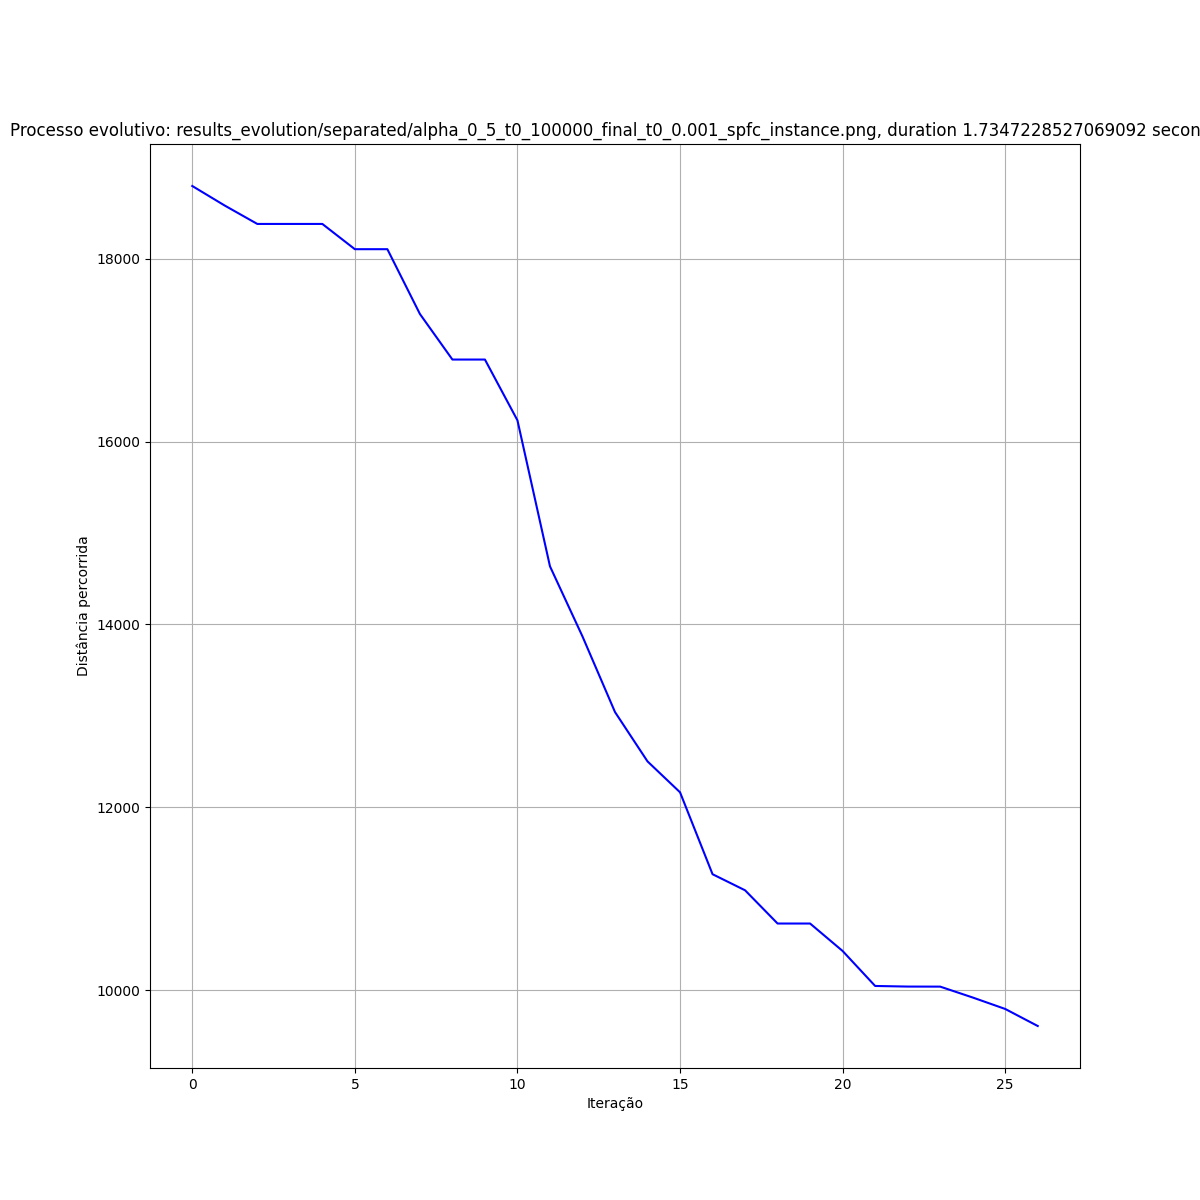 Processo evolutivo: results_evolution/separated/alpha_0_5_t0_100000_final_t0_0.001_spfc_instance.png, duration 1.7347228527069092 secon
18000
16000
14000
12000
10000
Distância percorrida
0 5 10 15 20 25
Iteração